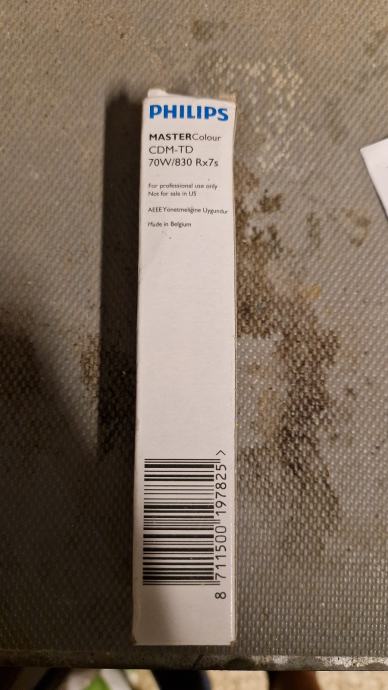 PHILIPS
MASTERColour
CDM-TD
70W/830 Rx7s
For professional use only
Not for sale in US
AEEE Yönetmeliğine Uygundur
Made in Belgium
8 711500 197825 >